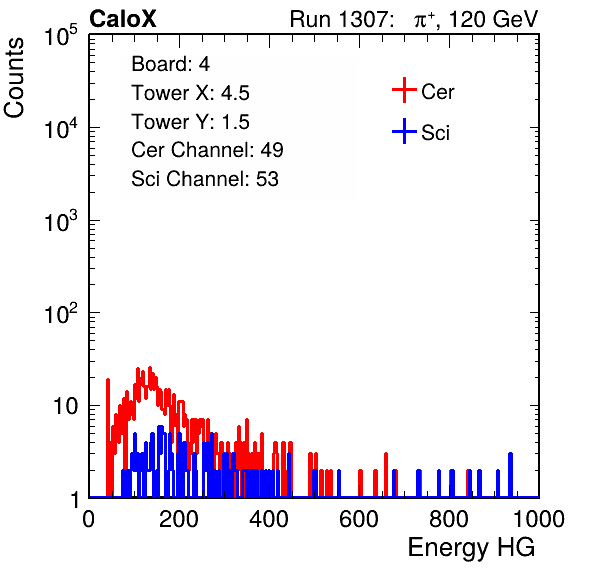 CaloX Run 1307: π⁺, 120 GeV
Counts
10⁵
10⁴
10³
10²
10
1
Board: 4
Tower X: 4.5
Tower Y: 1.5
Cer Channel: 49
Sci Channel: 53
Cer
Sci
0 200 400 600 800 1000
Energy HG